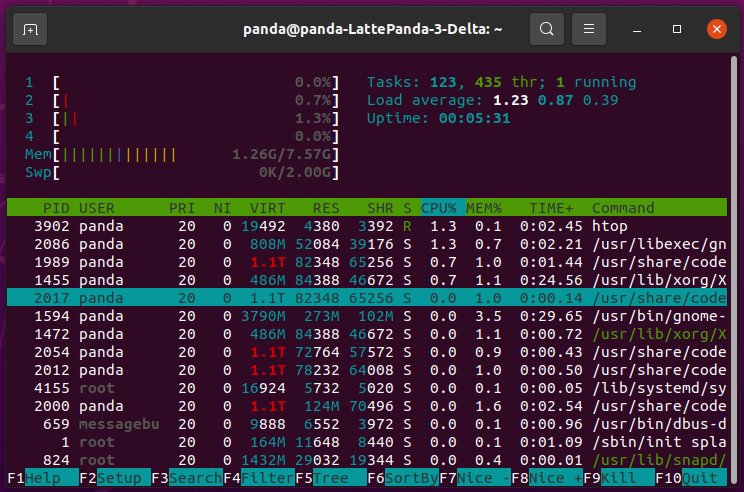 panda@panda-LattePanda-3-Delta: ~
1 [ 0.0%] Tasks: 123, 435 thr; 1 running
2 [| 0.7%] Load average: 1.23 0.87 0.39
3 [|| 1.3%] Uptime: 00:05:31
4 [ 0.0%]
Mem[||||||||||||||| 1.26G/7.57G]
Swp[ 0K/2.00G]
PID USER PRI NI VIRT RES SHR S CPU% MEM% TIME+ Command
3902 panda 20 0 19492 4380 3392 R 1.3 0.1 0:02.45 htop
2086 panda 20 0 808M 52084 39176 S 1.3 0.7 0:02.21 /usr/libexec/gn
1989 panda 20 0 1.1T 82348 65256 S 0.7 1.0 0:01.44 /usr/share/code
1455 panda 20 0 486M 84388 46672 S 0.7 1.1 0:24.56 /usr/lib/xorg/X
2017 panda 20 0 1.1T 82348 65256 S 0.0 1.0 0:00.14 /usr/share/code
1594 panda 20 0 3790M 273M 102M S 0.0 3.5 0:29.65 /usr/bin/gnome-
1472 panda 20 0 486M 84388 46672 S 0.0 1.1 0:00.72 /usr/lib/xorg/X
2054 panda 20 0 1.1T 72764 57572 S 0.0 0.9 0:00.43 /usr/share/code
2012 panda 20 0 1.1T 78232 64008 S 0.0 1.0 0:00.50 /usr/share/code
4155 root 20 0 16924 5732 5020 S 0.0 0.1 0:00.05 /lib/systemd/sy
2000 panda 20 0 1.1T 124M 70496 S 0.0 1.6 0:02.54 /usr/share/code
659 messagebu 20 0 9888 6552 3972 S 0.0 0.1 0:00.96 /usr/bin/dbus-d
1 root 20 0 164M 11648 8440 S 0.0 0.1 0:01.09 /sbin/init spla
824 root 20 0 1432M 29032 19344 S 0.0 0.4 0:00.01 /usr/lib/snapd/
F1Help F2Setup F3SearchF4FilterF5Tree F6SortByF7Nice -F8Nice +F9Kill F10Quit